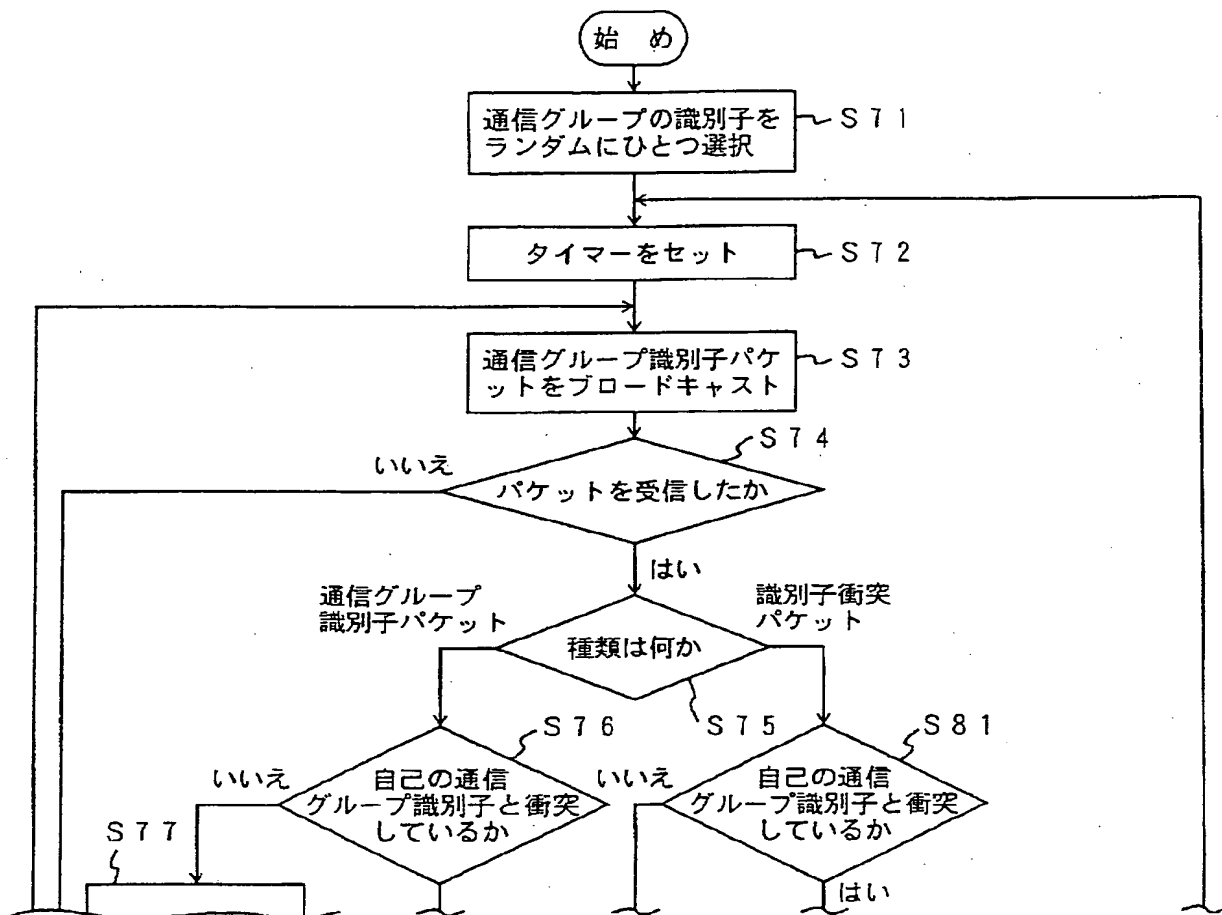 始 め
通信グループの識別子を
ランダムにひとつ選択
S71
タイマーをセット
S72
通信グループ識別子パケ
ットをブロードキャスト
S73
S74
いいえ
パケットを受信したか
はい
通信グループ
識別子パケット
識別子衝突
パケット
種類は何か
S75
S76
S81
いいえ
自己の通信
グループ識別子と衝突
しているか
いいえ
自己の通信
グループ識別子と衝突
しているか
S77
はい